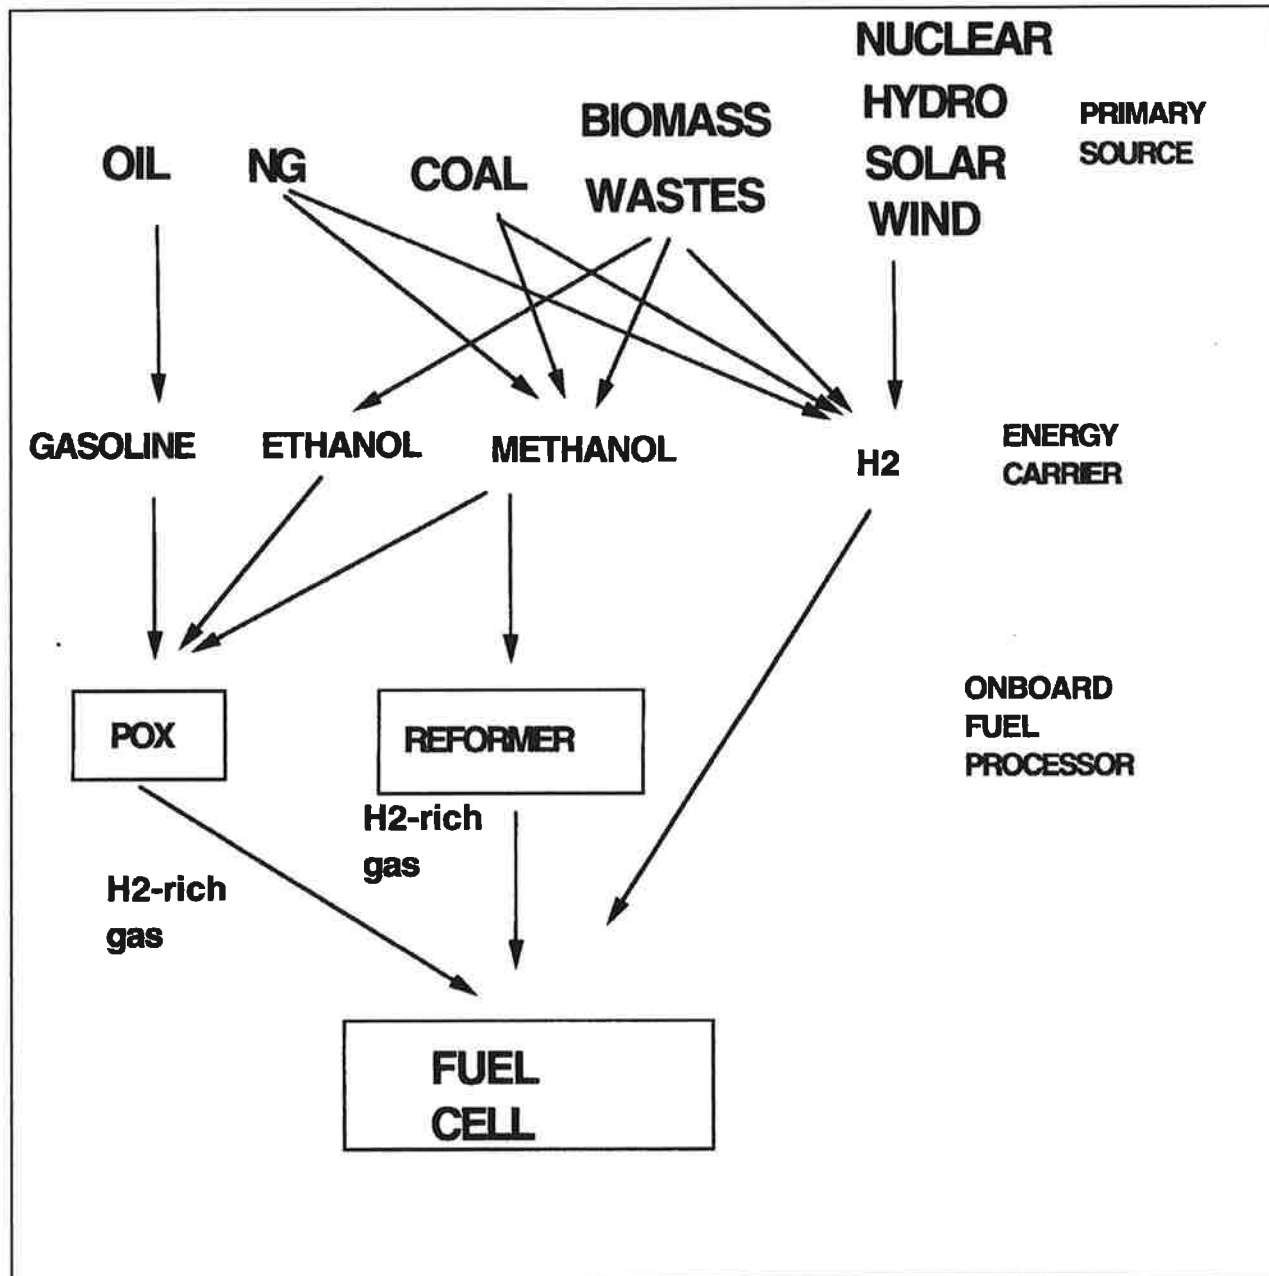 NUCLEAR
HYDRO
SOLAR
WIND
PRIMARY
SOURCE
BIOMASS
WASTES
OIL
NG
COAL
GASOLINE
ETHANOL
METHANOL
H2
ENERGY
CARRIER
POX
REFORMER
ONBOARD
FUEL
PROCESSOR
H2-rich
gas
H2-rich
gas
FUEL
CELL